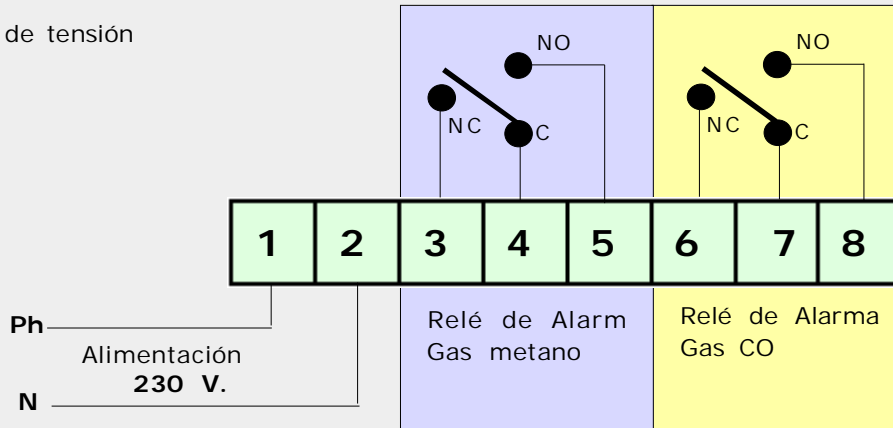 de tensión
NO
NO
NC
C
NC
C
1 2 3 4 5 6 7 8
Ph
Alimentación
230 V.
N
Relé de Alarm
Gas metano
Relé de Alarma
Gas CO